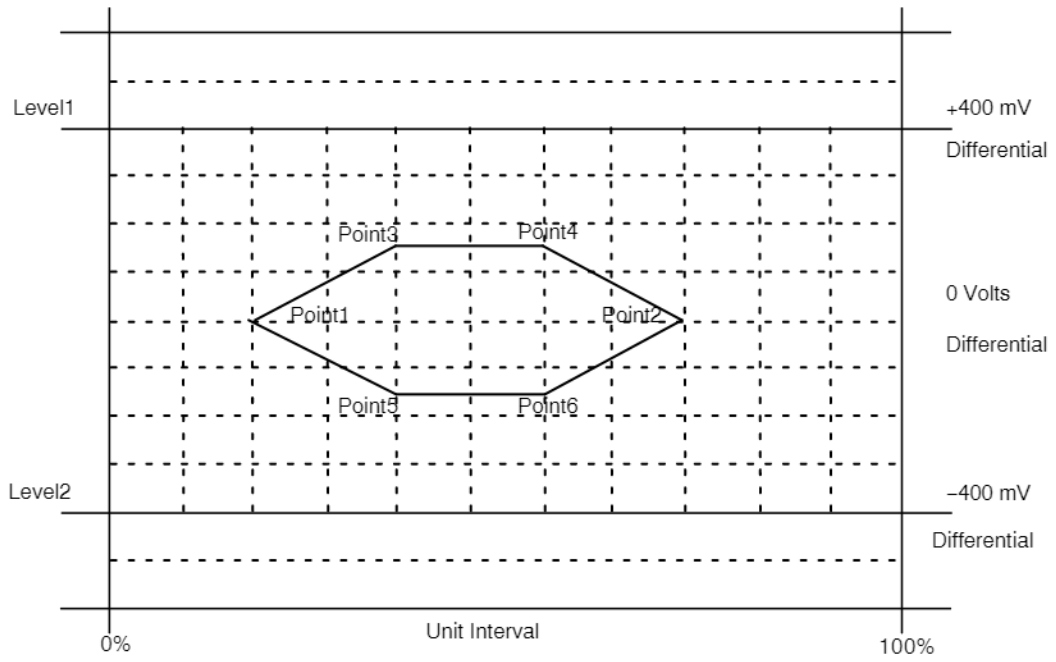 Level1
+400 mV
Differential
Point3
Point4
0 Volts
Point1
Point2
Differential
Point5
Point6
Level2
−400 mV
Differential
Unit Interval
0%
100%